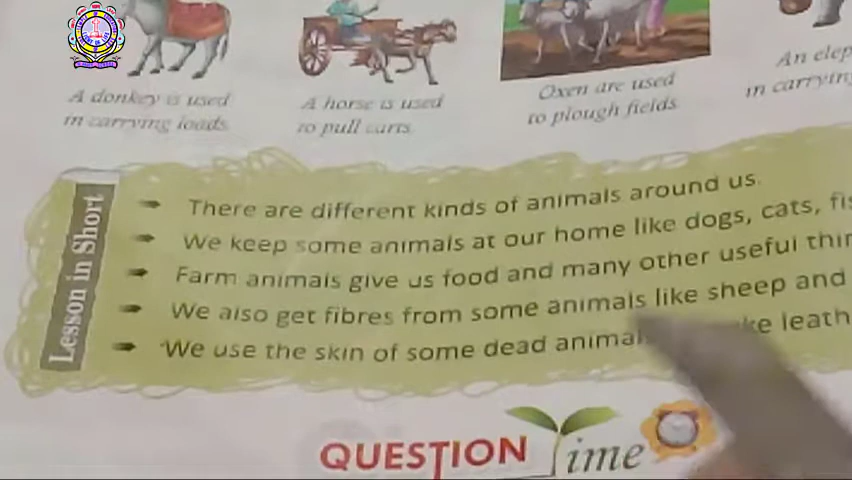 A donkey is used
in carrying loads.
A horse is used
to pull carts.
Oxen are used
to plough fields.
An
in carrying
Lesson in Short
There are different kinds of animals around us.
We keep some animals at our home like dogs, cats,
Farm animals give us food and many other useful
We also get fibres from some animals like sheep and
We use the skin of some dead
QUESTION Time